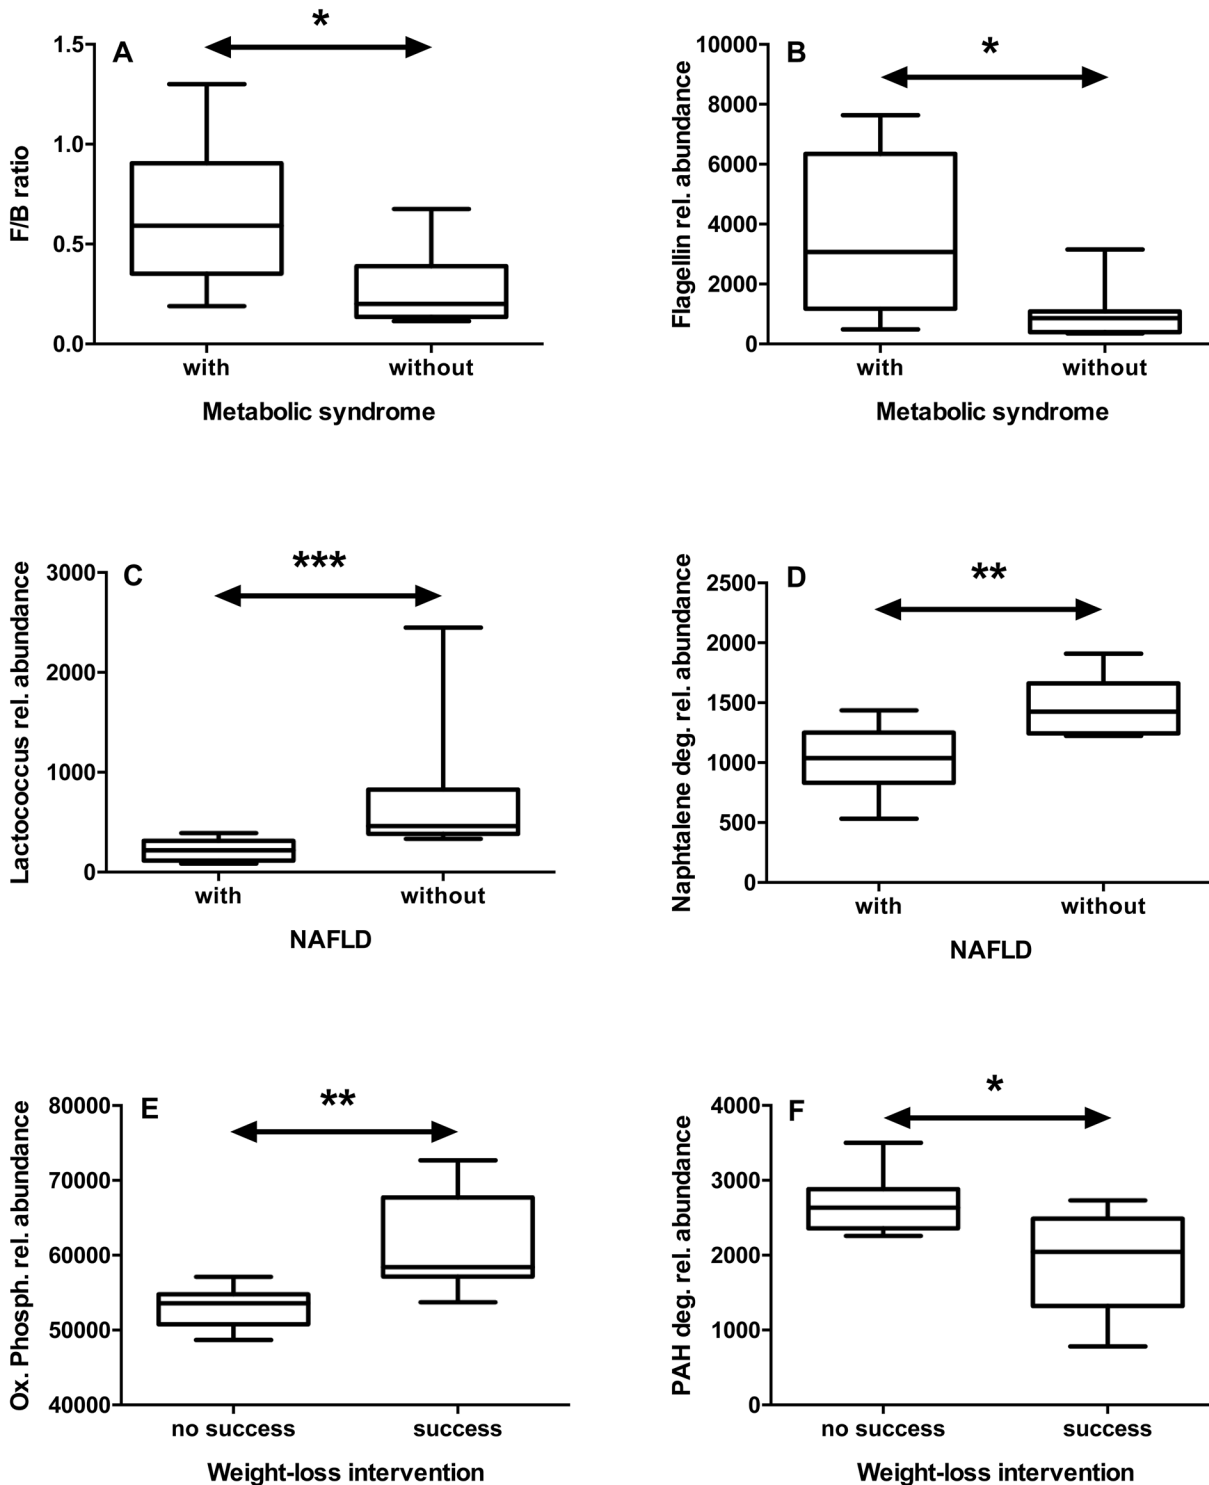 A
*
F/B ratio
1.5
1.0
0.5
0.0
with without
Metabolic syndrome
B
*
Flagellin rel. abundance
10000
8000
6000
4000
2000
0
with without
Metabolic syndrome
C
***
Lactococcus rel. abundance
3000
2000
1000
0
with without
NAFLD
D
**
Naphtalene deg. rel. abundance
2500
2000
1500
1000
500
0
with without
NAFLD
E
**
Ox. Phosph. rel. abundance
80000
70000
60000
50000
40000
no success success
Weight-loss intervention
F
*
PAH deg. rel. abundance
4000
3000
2000
1000
0
no success success
Weight-loss intervention